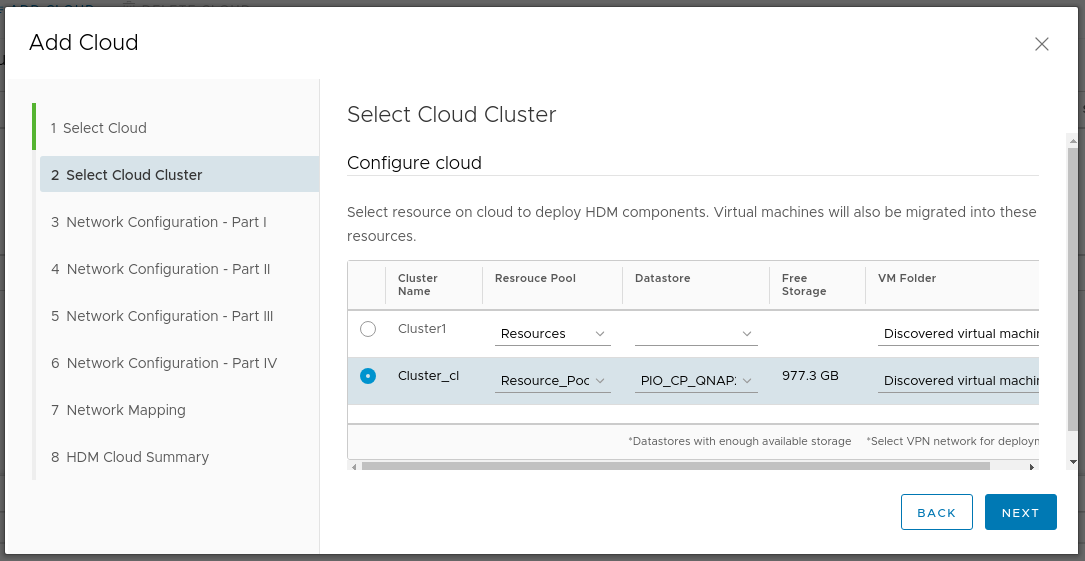 Add Cloud
1 Select Cloud
2 Select Cloud Cluster
3 Network Configuration - Part I
4 Network Configuration - Part II
5 Network Configuration - Part III
6 Network Configuration - Part IV
7 Network Mapping
8 HDM Cloud Summary
Select Cloud Cluster
Configure cloud
Select resource on cloud to deploy HDM components. Virtual machines will also be migrated into these
resources.
Cluster Name Resrouce Pool Datastore Free Storage VM Folder
Cluster1 Resources Discovered virtual machin
Cluster_cl Resource_Poc PIO_CP_QNAP 977.3 GB Discovered virtual machin
*Datastores with enough available storage *Select VPN network for deploym
BACK NEXT